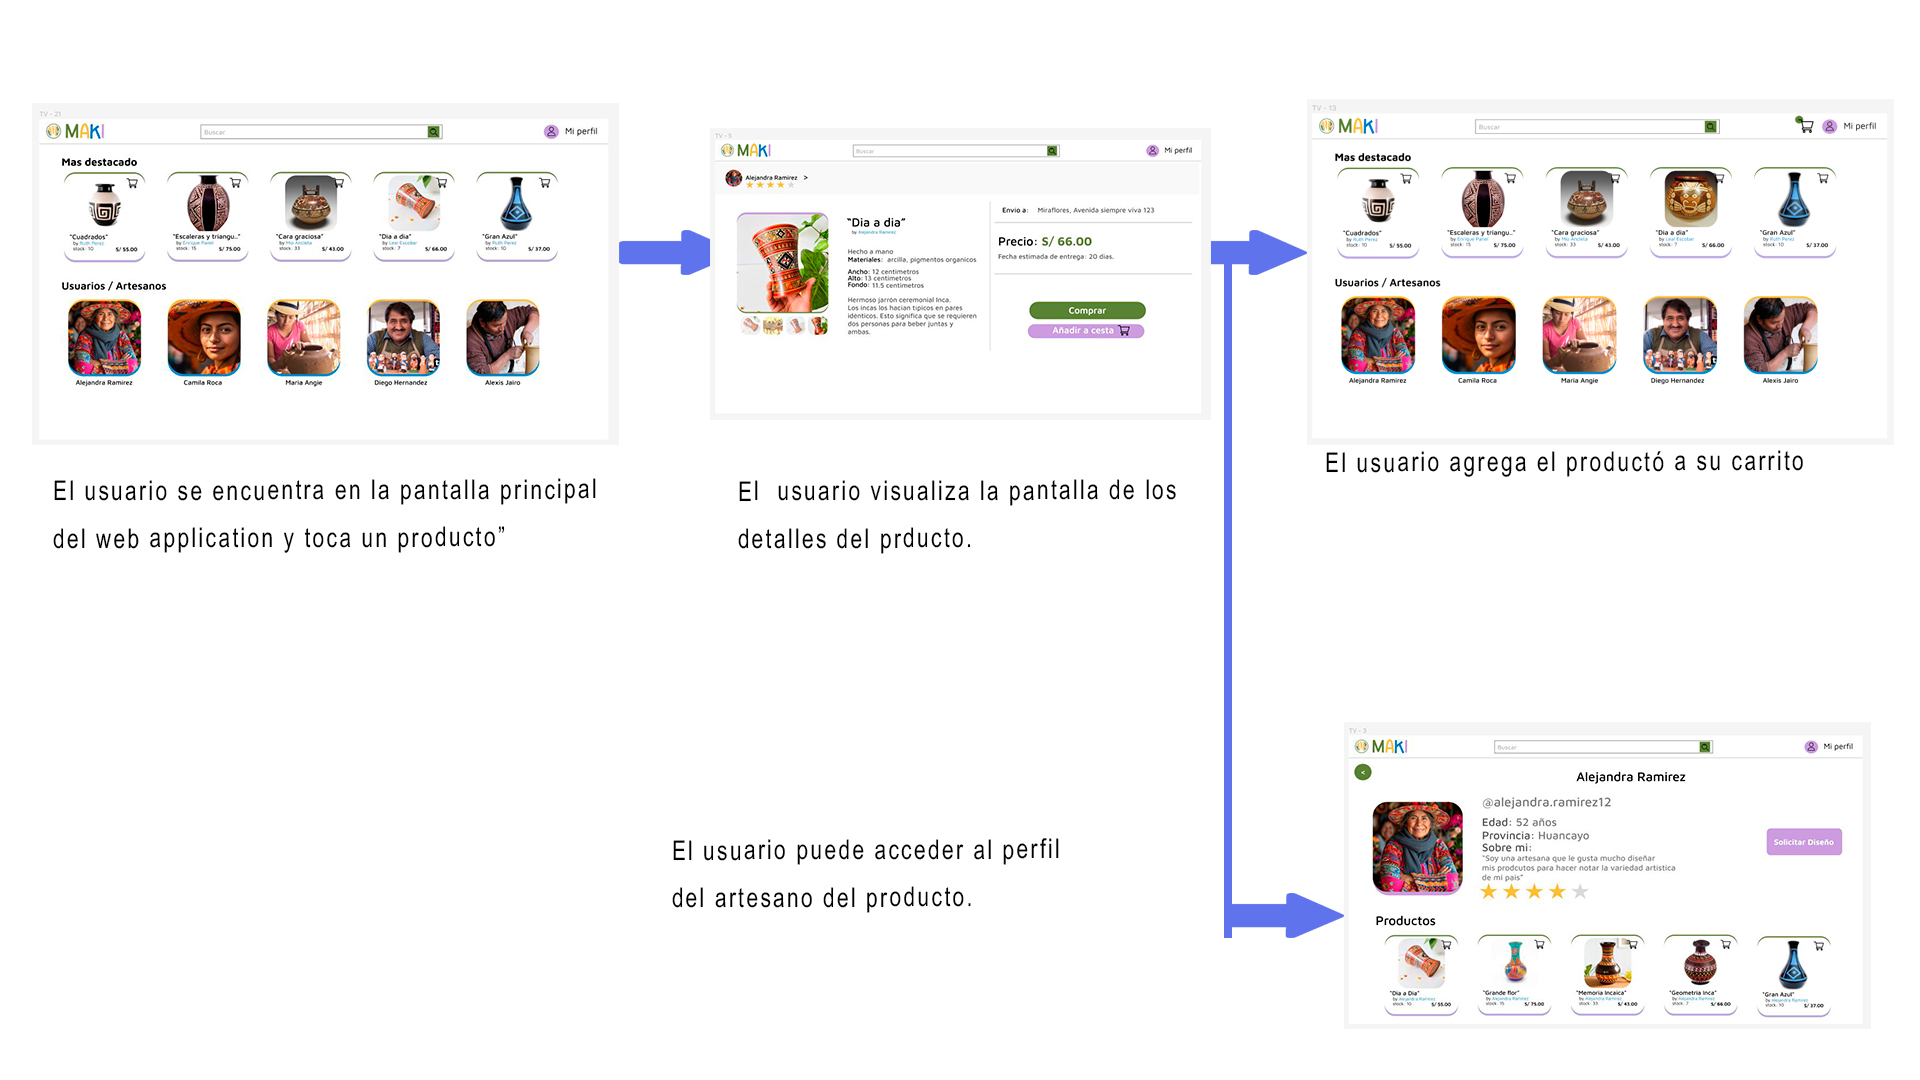 TV - 21
MAKI
Buscar
Mi perfil
Mas destacado
"Cuadrados"
by Ruth Perez
stock: 10
S/ 55.00
"Escaleras y triangu..."
by Enrique Panel
stock: 15
S/ 75.00
"Cara graciosa"
by Mio Ancieta
stock: 33
S/ 43.00
"Dia a dia"
by Leal Escobar
stock: 7
S/ 66.00
"Gran Azul"
by Ruth Perez
stock: 10
S/ 37.00
Usuarios / Artesanos
Alejandra Ramirez
Camila Roca
Maria Angie
Diego Hernandez
Alexis Jairo
El usuario se encuentra en la pantalla principal
del web application y toca un producto”
TV - 5
MAKI
Buscar
Mi perfil
Alejandra Ramirez >
“Dia a dia”
by Alejandra Ramirez
Hecho a mano
Materiales: arcilla, pigmentos organicos
Ancho: 12 centimetros
Alto: 13 centimetros
Fondo: 11.5 centimetros
Hermoso jarrón ceremonial Inca.
Los incas los hacían típicos en pares
idénticos. Esto significa que se requieren
dos personas para beber juntas y
ambas.
Envio a: Miraflores, Avenida siempre viva 123
Precio: S/ 66.00
Fecha estimada de entrega: 20 dias.
Comprar
Añadir a cesta
El usuario visualiza la pantalla de los
detalles del prducto.
TV - 13
MAKI
Buscar
Mi perfil
Mas destacado
"Cuadrados"
by Ruth Perez
stock: 10
S/ 55.00
"Escaleras y triangu..."
by Enrique Panel
stock: 15
S/ 75.00
"Cara graciosa"
by Mio Ancieta
stock: 33
S/ 43.00
"Dia a dia"
by Leal Escobar
stock: 7
S/ 66.00
"Gran Azul"
by Ruth Perez
stock: 10
S/ 37.00
Usuarios / Artesanos
Alejandra Ramirez
Camila Roca
Maria Angie
Diego Hernandez
Alexis Jairo
El usuario agrega el productó a su carrito
El usuario puede acceder al perfil
del artesano del producto.
TV - 3
MAKI
Buscar
Mi perfil
<
Alejandra Ramirez
@alejandra.ramirez12
Edad: 52 años
Provincia: Huancayo
Sobre mi:
"Soy una artesana que le gusta mucho diseñar
mis prodcutos para hacer notar la variedad artistica
de mi pais"
Solicitar Diseño
Productos
"Dia a Dia"
by Alejandra Ramirez
stock: 10
S/ 55.00
"Grande flor"
by Alejandra Ramirez
stock: 15
S/ 75.00
"Memoria Incaica"
by Alejandra Ramirez
stock: 33
S/ 43.00
"Geometria Inca"
by Alejandra Ramirez
stock: 7
S/ 66.00
"Gran Azul"
by Alejandra Ramirez
stock: 10
S/ 37.00